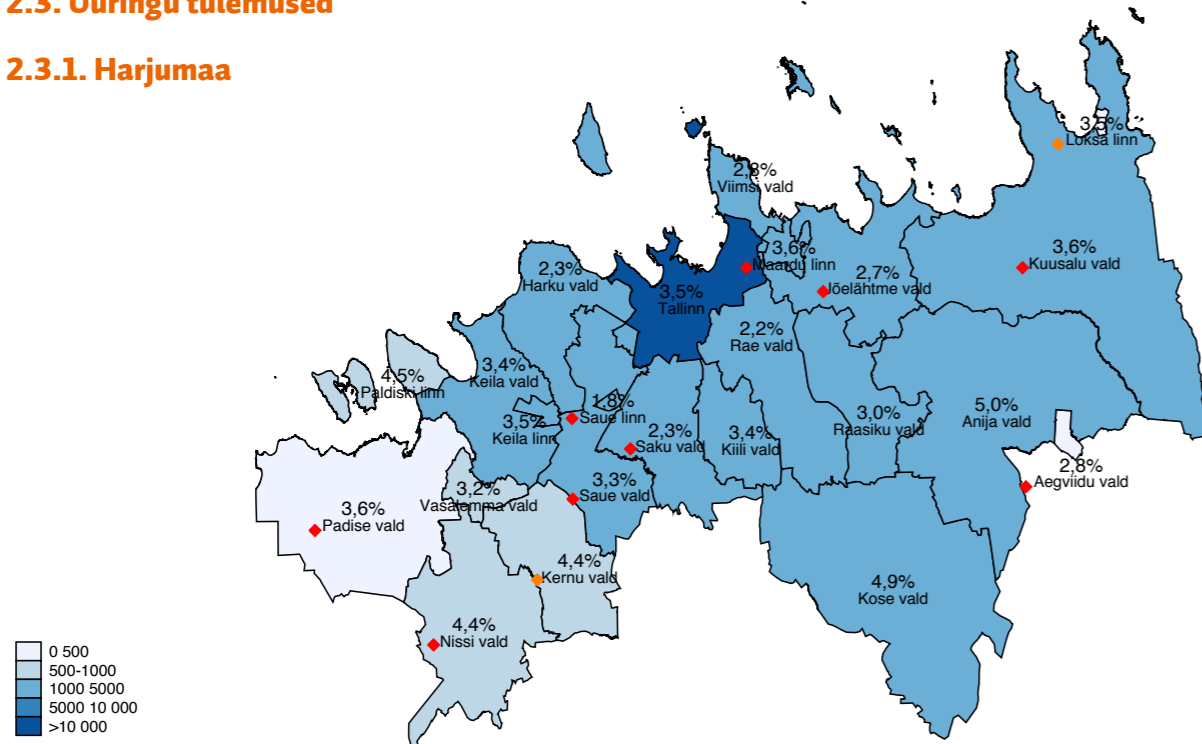 2.3. Uuringu tulemused
2.3.1. Harjumaa
3,5%
Loksa linn
2,8%
Viimsi vald
3,6%
Maardu linn
3,6%
Kuusalu vald
2,3%
Harku vald
2,7%
Jõelähtme vald
3,5%
Tallinn
2,2%
Rae vald
3,4%
Keila vald
4,5%
Paldiski linn
1,8%
Saue linn
3,5%
Keila linn
2,3%
Saku vald
3,4%
Kiili vald
3,0%
Raasiku vald
5,0%
Anija vald
2,8%
Aegviidu vald
3,3%
Saue vald
3,2%
Vasalemma vald
3,6%
Padise vald
4,4%
Kernu vald
4,9%
Kose vald
4,4%
Nissi vald
0 500
500-1000
1000 5000
5000 10 000
>10 000